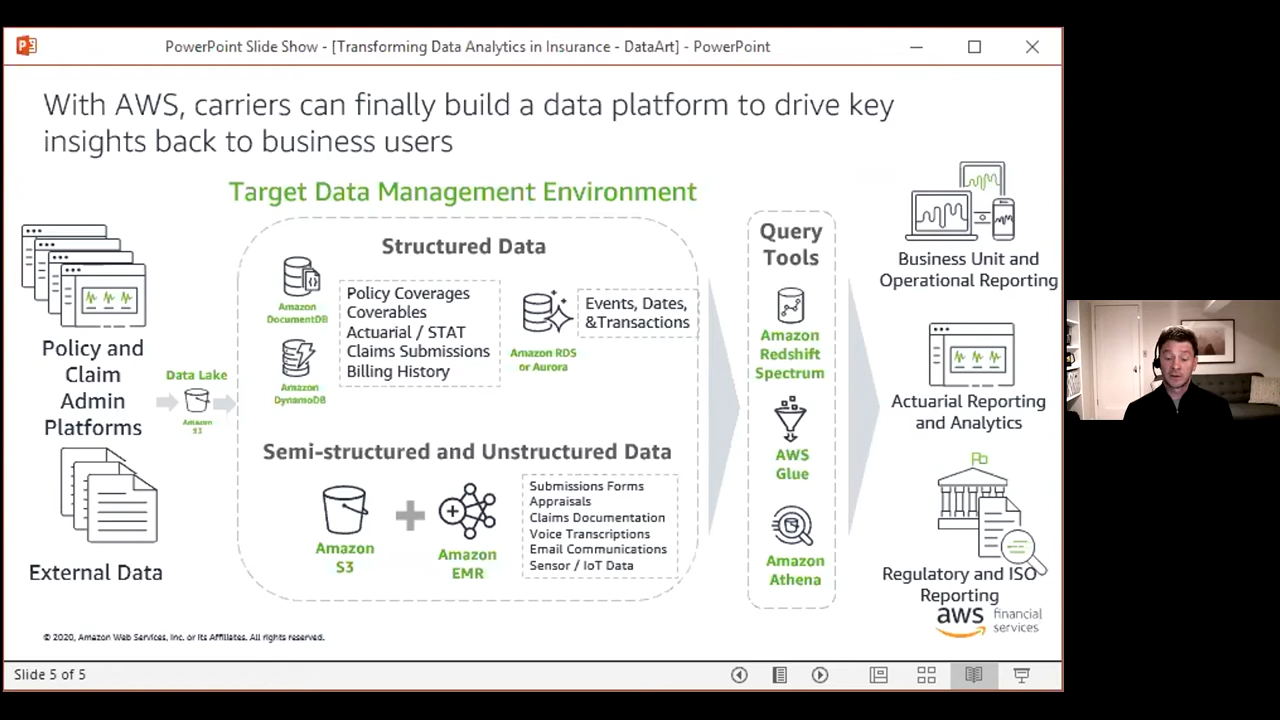 PowerPoint Slide Show - [Transforming Data Analytics in Insurance - DataArt] - PowerPoint
With AWS, carriers can finally build a data platform to drive key
insights back to business users
Target Data Management Environment
Policy and
Claim
Admin
Platforms
External Data
Data Lake
Amazon
S3
Structured Data
Amazon
DocumentDB
Amazon
DynamoDB
Policy Coverages
Coverables
Actuarial / STAT
Claims Submissions
Billing History
Amazon RDS
or Aurora
Events, Dates,
&Transactions
Semi-structured and Unstructured Data
Amazon
S3
Amazon
EMR
Submissions Forms
Appraisals
Claims Documentation
Voice Transcriptions
Email Communications
Sensor / IoT Data
Query
Tools
Amazon
Redshift
Spectrum
AWS
Glue
Amazon
Athena
Business Unit and
Operational Reporting
Actuarial Reporting
and Analytics
Regulatory and ISO
Reporting
aws financial
services
© 2020, Amazon Web Services, Inc. or its Affiliates. All rights reserved.
Slide 5 of 5